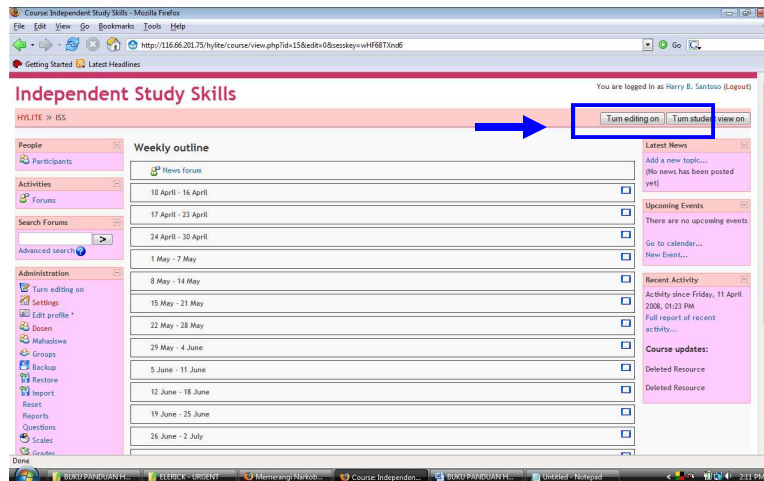 Course: Independent Study Skills - Mozilla Firefox
File Edit View Go Bookmarks Tools Help
http://116.66.201.75/hylite/course/view.php?id=15&edit=0&sesskey=wHF68TXnd6
Go
Getting Started Latest Headlines
Independent Study Skills
You are logged in as Harry B. Santoso (Logout)
HYLITE » ISS
Turn editing on Turn student view on
People
Participants
Activities
Forums
Search Forums
>
Advanced search ?
Administration
Turn editing on
Settings
Edit profile *
Dosen
Mahasiswa
Groups
Backup
Restore
Import
Reset
Reports
Questions
Scales
Grades
Weekly outline
News forum
10 April - 16 April
17 April - 23 April
24 April - 30 April
1 May - 7 May
8 May - 14 May
15 May - 21 May
22 May - 28 May
29 May - 4 June
5 June - 11 June
12 June - 18 June
19 June - 25 June
26 June - 2 July
Latest News
Add a new topic...
(No news has been posted
yet)
Upcoming Events
There are no upcoming events
Go to calendar...
New Event...
Recent Activity
Activity since Friday, 11 April
2008, 01:23 PM
Full report of recent
activity...
Course updates:
Deleted Resource
Deleted Resource
Done
BUKU PANDUAN H... ELERICK - URGENT Memerangi Narkob... Course: Independen... BUKU PANDUAN H... Untitled - Notepad 2:11 PM